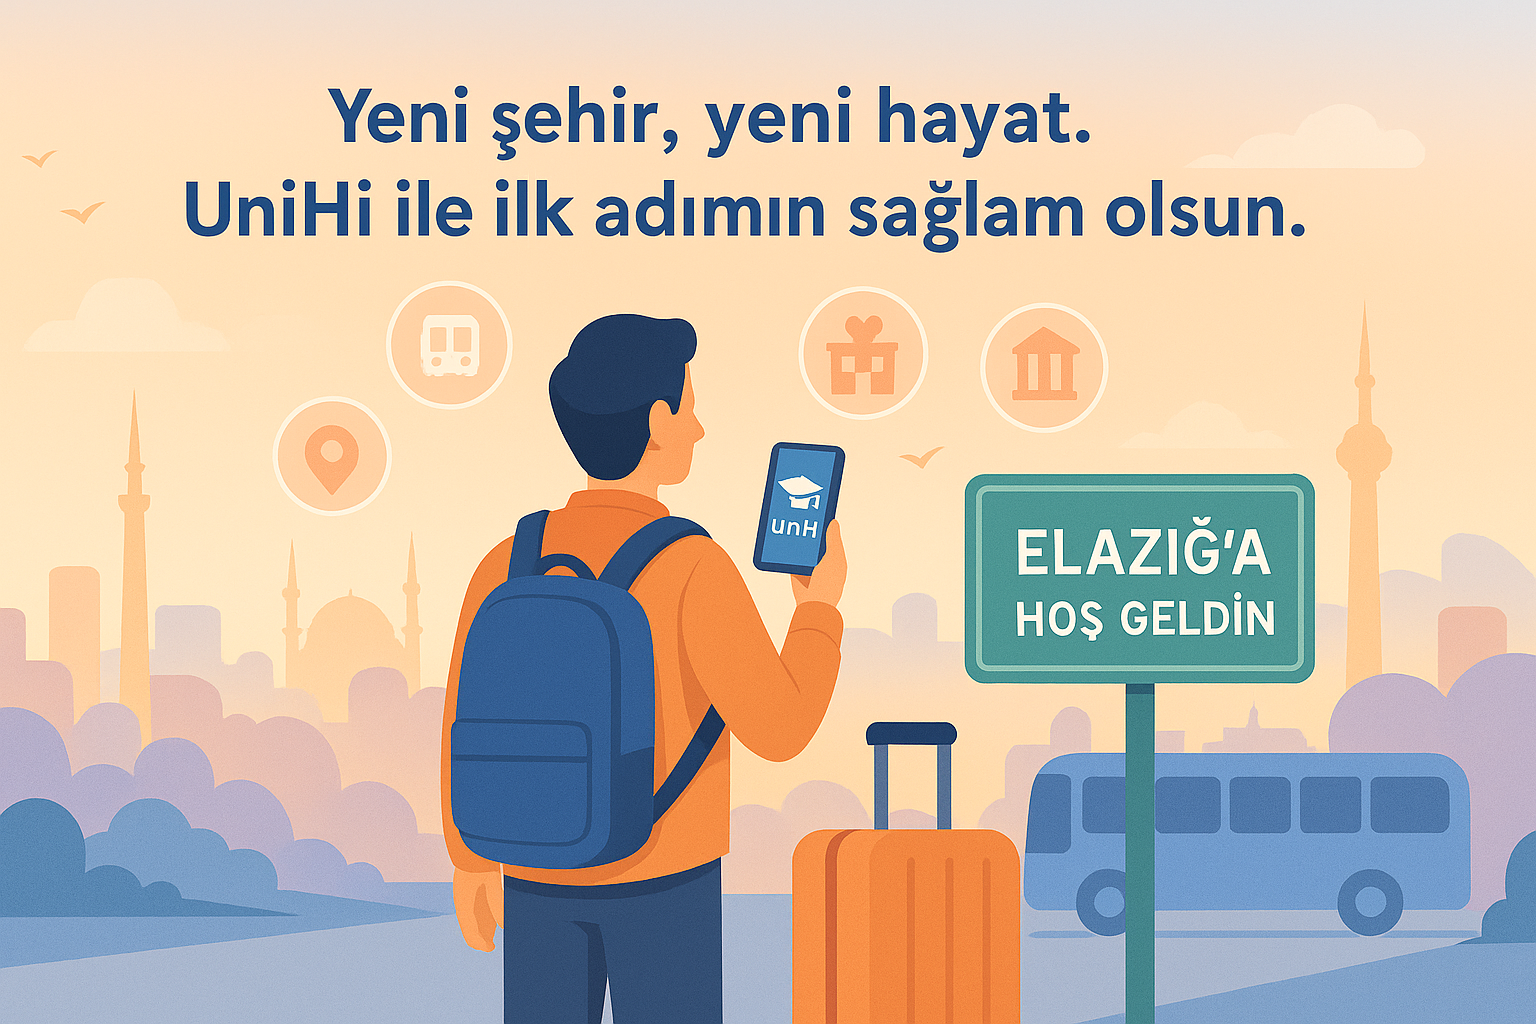 Yeni şehir, yeni hayat.
UniHi ile ilk adımın sağlam olsun.
unH
ELAZIĞ'A
HOŞ GELDİN